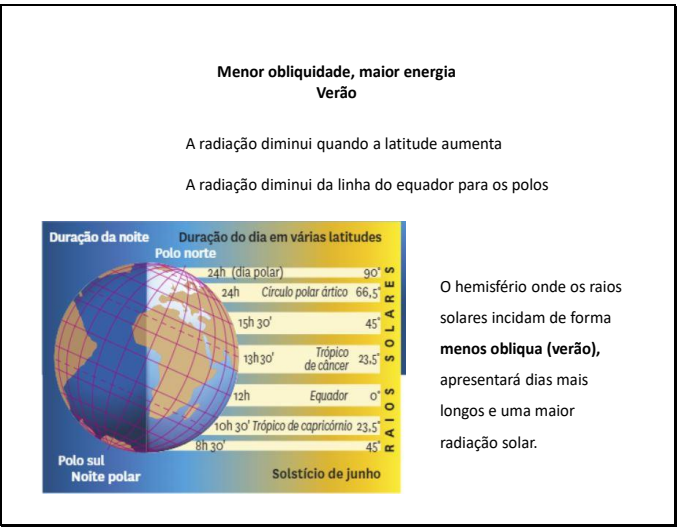 Menor obliquidade, maior energia
Verão
A radiação diminui quando a latitude aumenta
A radiação diminui da linha do equador para os polos
Duração da noite
Duração do dia em várias latitudes
Polo norte
24h (dia polar) 90°
24h Círculo polar ártico 66,5°
15h 30' 45°
13h 30' Trópico
de câncer 23,5°
12h Equador 0°
10h 30' Trópico de capricórnio 23,5°
8h 30' 45°
RAIOS SOLARES
Polo sul
Noite polar
Solstício de junho
O hemisfério onde os raios
solares incidam de forma
menos obliqua (verão),
apresentará dias mais
longos e uma maior
radiação solar.